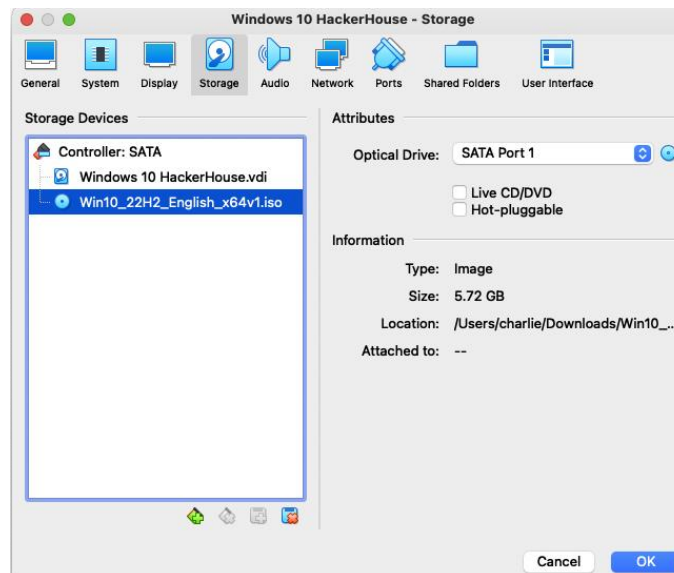 Windows 10 HackerHouse - Storage
General System Display Storage Audio Network Ports Shared Folders User Interface
Storage Devices
Controller: SATA
Windows 10 HackerHouse.vdi
Win10_22H2_English_x64v1.iso
Attributes
Optical Drive: SATA Port 1
Live CD/DVD
Hot-pluggable
Information
Type: Image
Size: 5.72 GB
Location: /Users/charlie/Downloads/Win10_...
Attached to: --
Cancel OK